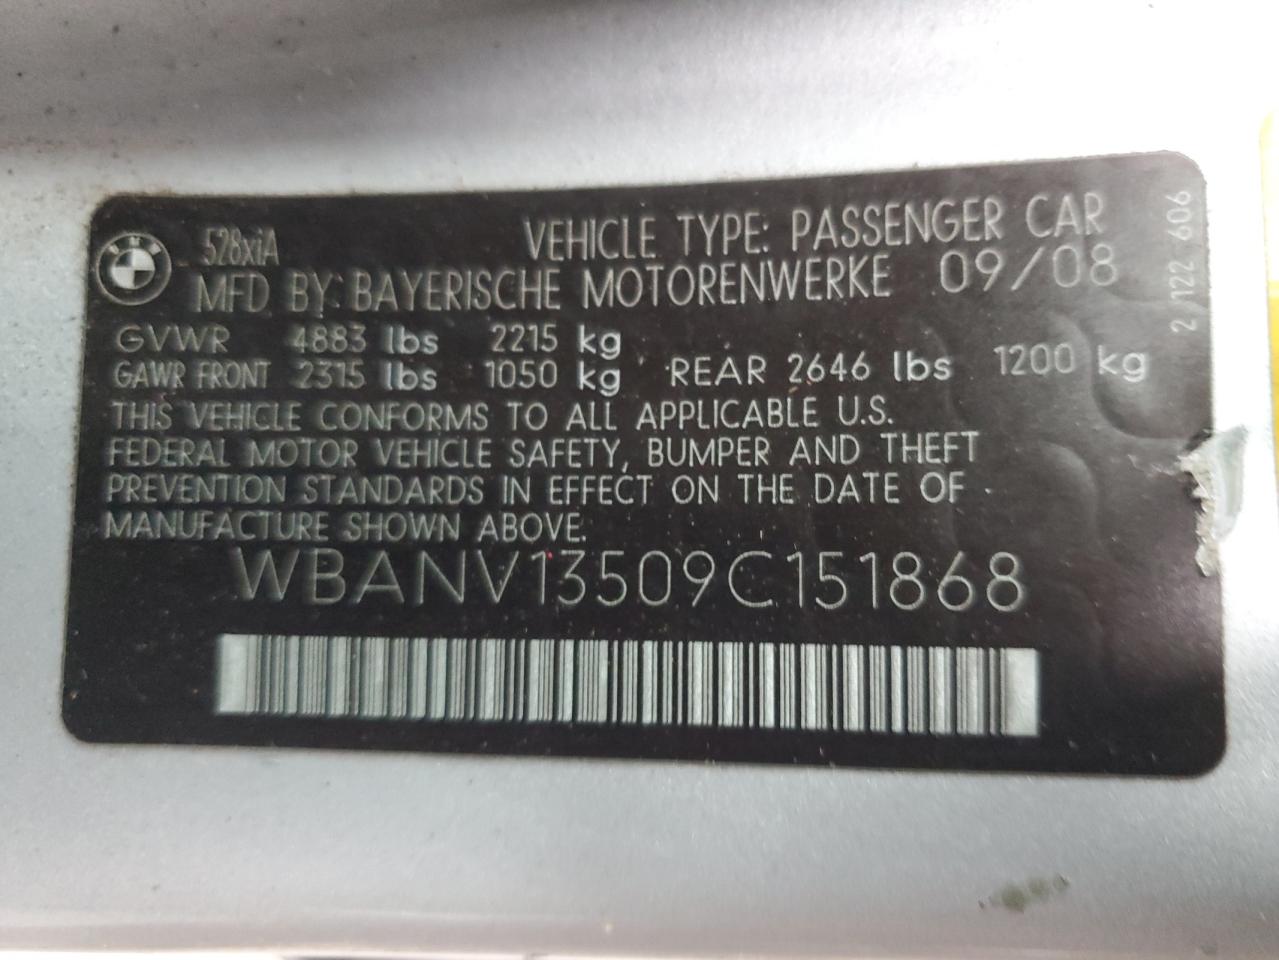 528xiA VEHICLE TYPE: PASSENGER CAR
MFD BY: BAYERISCHE MOTORENWERKE 09/08
GVWR 4883 lbs 2215 kg
GAWR FRONT 2315 lbs 1050 kg REAR 2646 lbs 1200 kg
THIS VEHICLE CONFORMS TO ALL APPLICABLE U.S.
FEDERAL MOTOR VEHICLE SAFETY, BUMPER AND THEFT
PREVENTION STANDARDS IN EFFECT ON THE DATE OF
MANUFACTURE SHOWN ABOVE.
WBANV13509C151868
2 122 606